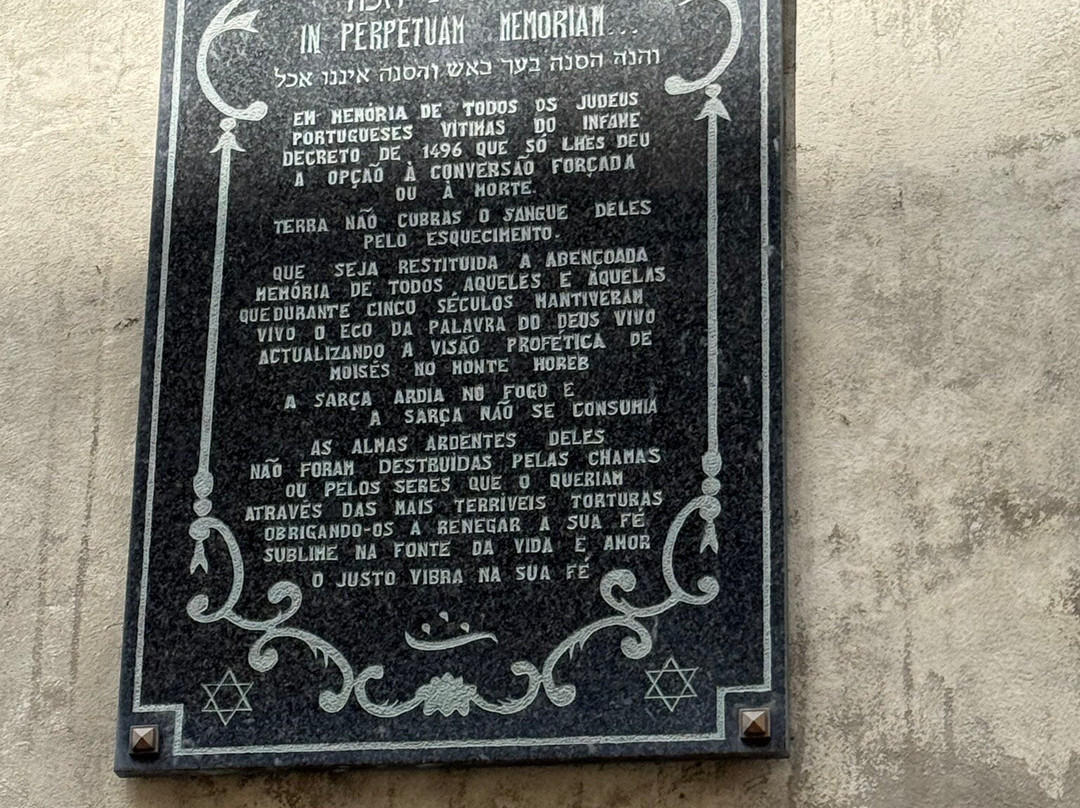 IN PERPETUAM MEMORIAM...
והנה הסנה בער באש והסנה איננו אכל
EM MEMÓRIA DE TODOS OS JUDEUS
PORTUGUESES VÍTIMAS DO INFAME
DECRETO DE 1496 QUE SÓ LHES DEU
A OPÇÃO À CONVERSÃO FORÇADA
OU À MORTE.
TERRA NÃO CUBRAS O SANGUE DELES
PELO ESQUECIMENTO.
QUE SEJA RESTITUIDA A ABENÇOADA
MEMÓRIA DE TODOS AQUELES E ÀQUELAS
QUE DURANTE CINCO SÉCULOS MANTIVERAM
VIVO O ECO DA PALAVRA DO DEUS VIVO
ACTUALIZANDO A VISÃO PROFÉTICA DE
MOISÉS NO MONTE HOREB
A SARÇA ARDIA NO FOGO E
A SARÇA NÃO SE CONSUMIA
AS ALMAS ARDENTES DELES
NÃO FORAM DESTRUIDAS PELAS CHAMAS
OU PELOS SERES QUE O QUERIAM
ATRAVÉS DAS MAIS TERRÍVEIS TORTURAS
OBRIGANDO-OS A RENEGAR A SUA FÉ
SUBLIME NA FONTE DA VIDA E AMOR
O JUSTO VIBRA NA SUA FÉ